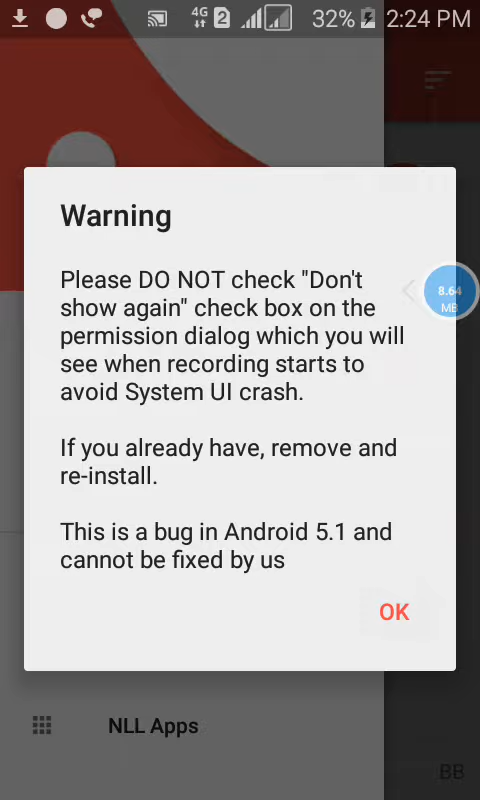 4G 2 32% 2:24 PM
Warning
Please DO NOT check "Don't
show again" check box on the
permission dialog which you will
see when recording starts to
avoid System UI crash.
If you already have, remove and
re-install.
This is a bug in Android 5.1 and
cannot be fixed by us
OK
8.64
MB
NLL Apps
BB